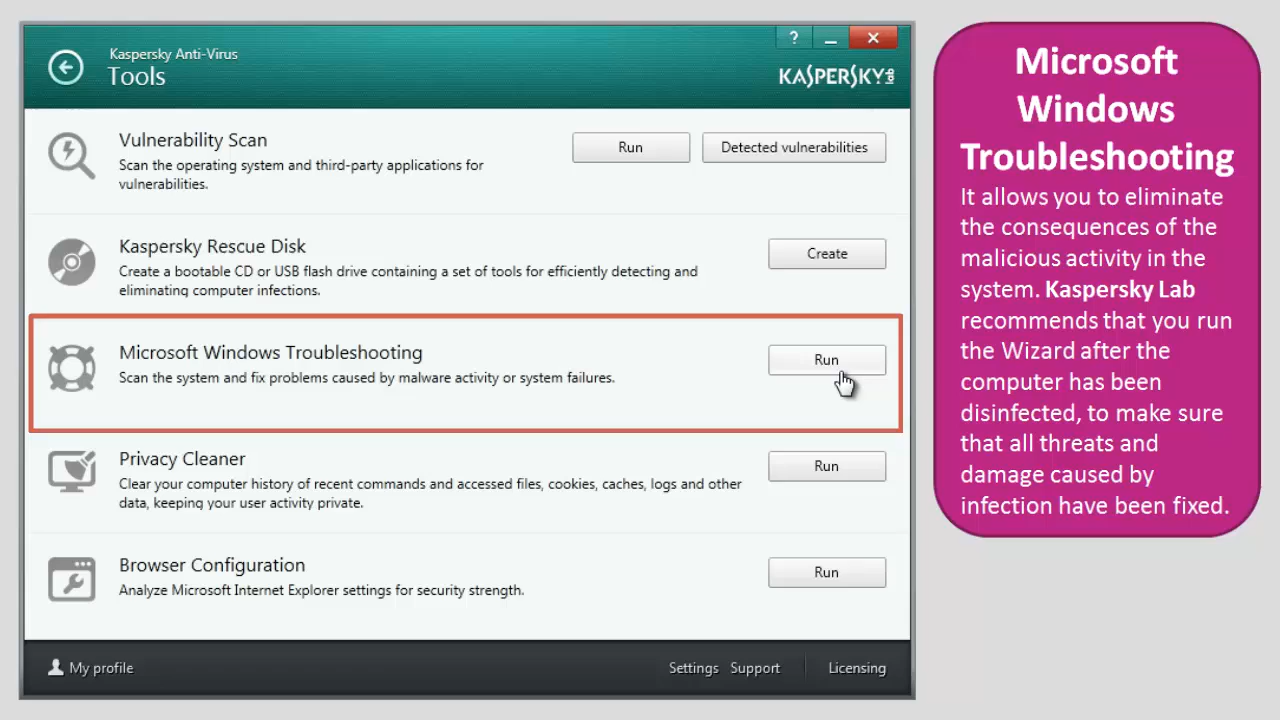 Kaspersky Anti-Virus
Tools
?
KASPERSKY lab
Vulnerability Scan
Scan the operating system and third-party applications for
vulnerabilities.
Run
Detected vulnerabilities
Kaspersky Rescue Disk
Create a bootable CD or USB flash drive containing a set of tools for efficiently detecting and
eliminating computer infections.
Create
Microsoft Windows Troubleshooting
Scan the system and fix problems caused by malware activity or system failures.
Run
Privacy Cleaner
Clear your computer history of recent commands and accessed files, cookies, caches, logs and other
data, keeping your user activity private.
Run
Browser Configuration
Analyze Microsoft Internet Explorer settings for security strength.
Run
My profile
Settings
Support
Licensing
Microsoft
Windows
Troubleshooting
It allows you to eliminate
the consequences of the
malicious activity in the
system. Kaspersky Lab
recommends that you run
the Wizard after the
computer has been
disinfected, to make sure
that all threats and
damage caused by
infection have been fixed.